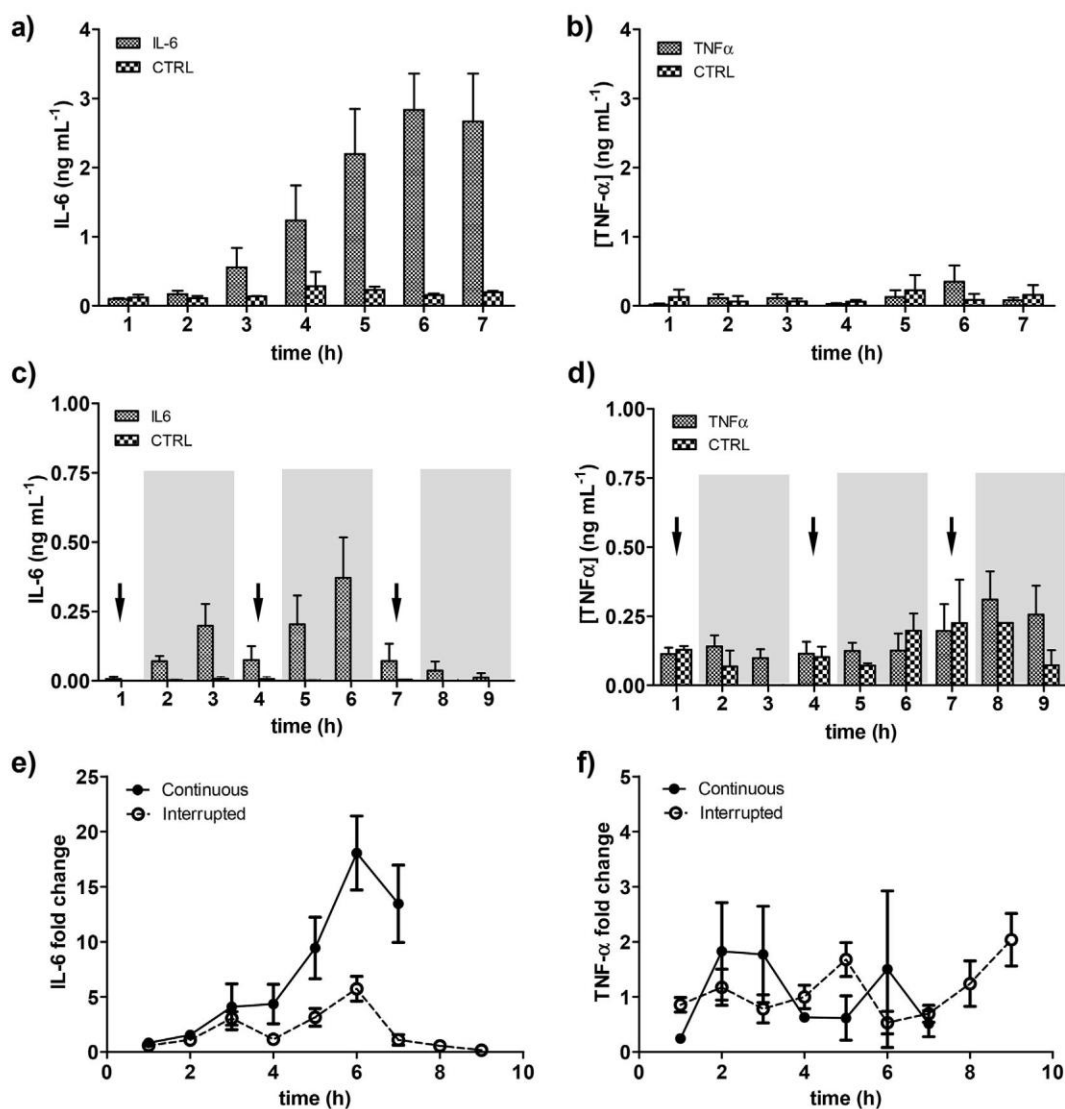 a)
IL-6
CTRL
IL-6 (ng mL⁻¹)
4
3
2
1
0
1 2 3 4 5 6 7
time (h)
b)
TNFα
CTRL
[TNF-α] (ng mL⁻¹)
4
3
2
1
0
1 2 3 4 5 6 7
time (h)
c)
IL6
CTRL
IL-6 (ng mL⁻¹)
1.00
0.75
0.50
0.25
0.00
1 2 3 4 5 6 7 8 9
time (h)
d)
TNFα
CTRL
[TNFα] (ng mL⁻¹)
1.00
0.75
0.50
0.25
0.00
1 2 3 4 5 6 7 8 9
time (h)
e)
Continuous
Interrupted
IL-6 fold change
25
20
15
10
5
0
0 2 4 6 8 10
time (h)
f)
Continuous
Interrupted
TNF-α fold change
5
4
3
2
1
0
0 2 4 6 8 10
time (h)